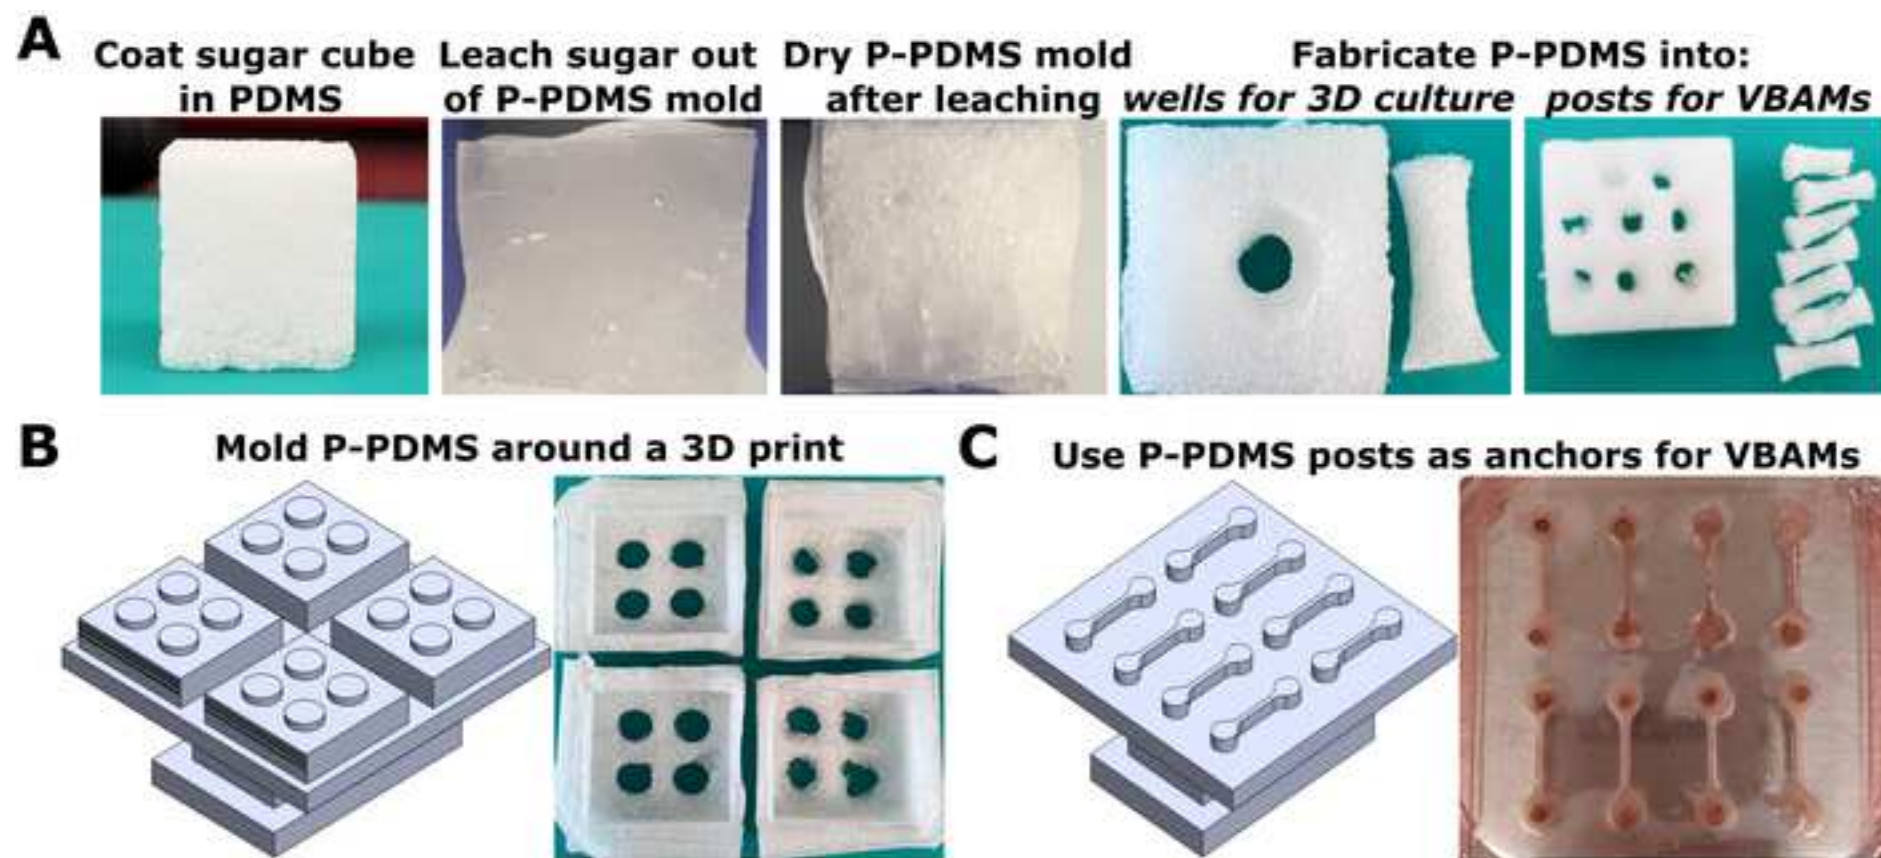 A
Coat sugar cube
in PDMS
Leach sugar out
of P-PDMS mold
Dry P-PDMS mold
after leaching
Fabricate P-PDMS into:
wells for 3D culture
posts for VBAMs
B
Mold P-PDMS around a 3D print
C
Use P-PDMS posts as anchors for VBAMs